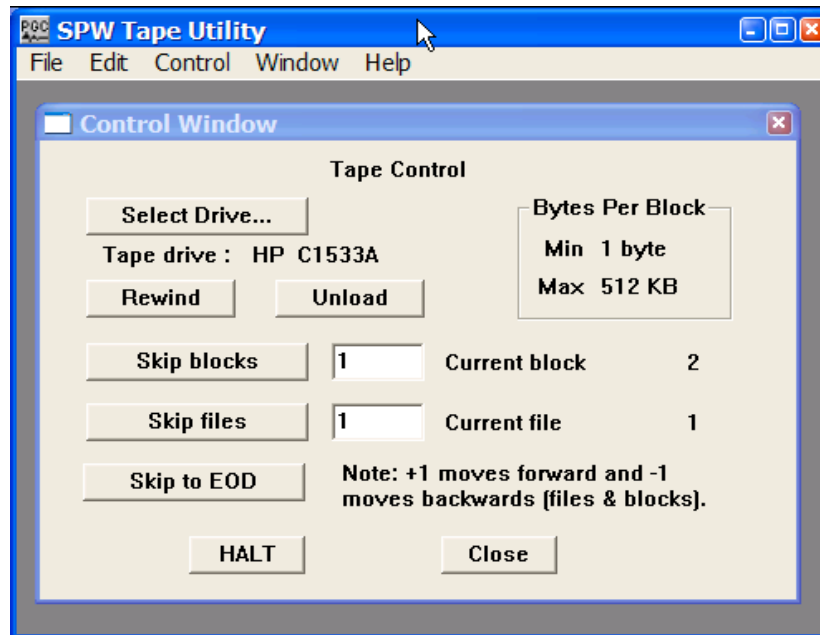 PGC
SPW Tape Utility
File Edit Control Window Help
Control Window
Tape Control
Select Drive...
Bytes Per Block
Tape drive : HP C1533A
Min 1 byte
Rewind Unload
Max 512 KB
Skip blocks 1 Current block 2
Skip files 1 Current file 1
Skip to EOD
Note: +1 moves forward and -1
moves backwards (files & blocks).
HALT Close